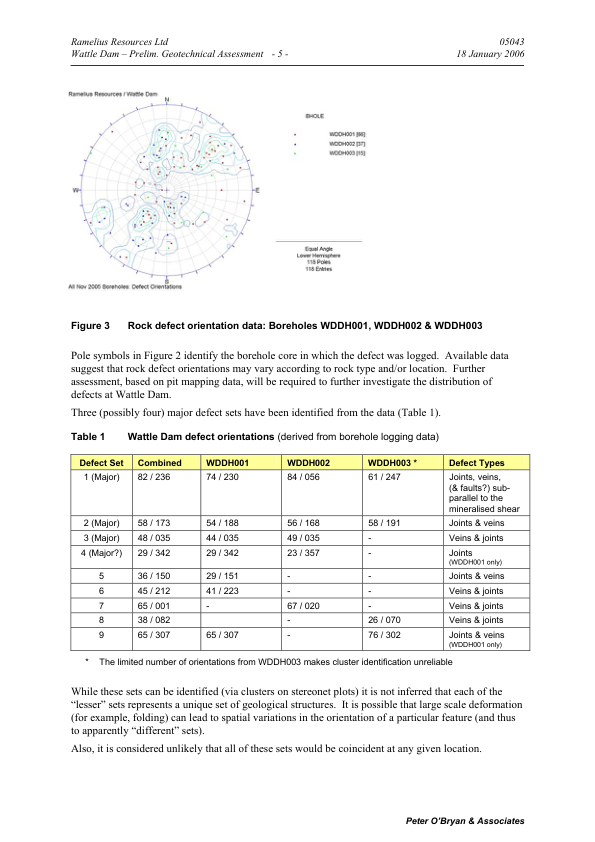 Ramelius Resources Ltd 05043
Wattle Dam – Prelim. Geotechnical Assessment - 5 - 18 January 2006
Ramelius Resources / Wattle Dam
N
W
E
S
BHOLE
WDDH001 [66]
WDDH002 [37]
WDDH003 [15]
Equal Angle
Lower Hemisphere
118 Poles
118 Entries
All Nov 2005 Boreholes: Defect Orientations
Figure 3 Rock defect orientation data: Boreholes WDDH001, WDDH002 & WDDH003
Pole symbols in Figure 2 identify the borehole core in which the defect was logged. Available data
suggest that rock defect orientations may vary according to rock type and/or location. Further
assessment, based on pit mapping data, will be required to further investigate the distribution of
defects at Wattle Dam.
Three (possibly four) major defect sets have been identified from the data (Table 1).
Table 1 Wattle Dam defect orientations (derived from borehole logging data)
Defect Set Combined WDDH001 WDDH002 WDDH003 * Defect Types
1 (Major) 82 / 236 74 / 230 84 / 056 61 / 247 Joints, veins,
(& faults?) sub-
parallel to the
mineralised shear
2 (Major) 58 / 173 54 / 188 56 / 168 58 / 191 Joints & veins
3 (Major) 48 / 035 44 / 035 49 / 035 - Veins & joints
4 (Major?) 29 / 342 29 / 342 23 / 357 - Joints
(WDDH001 only)
5 36 / 150 29 / 151 - - Joints & veins
6 45 / 212 41 / 223 - - Veins & joints
7 65 / 001 - 67 / 020 - Veins & joints
8 38 / 082 - 26 / 070 Veins & joints
9 65 / 307 65 / 307 - 76 / 302 Joints & veins
(WDDH001 only)
* The limited number of orientations from WDDH003 makes cluster identification unreliable
While these sets can be identified (via clusters on stereonet plots) it is not inferred that each of the
“lesser” sets represents a unique set of geological structures. It is possible that large scale deformation
(for example, folding) can lead to spatial variations in the orientation of a particular feature (and thus
to apparently “different” sets).
Also, it is considered unlikely that all of these sets would be coincident at any given location.
Peter O’Bryan & Associates